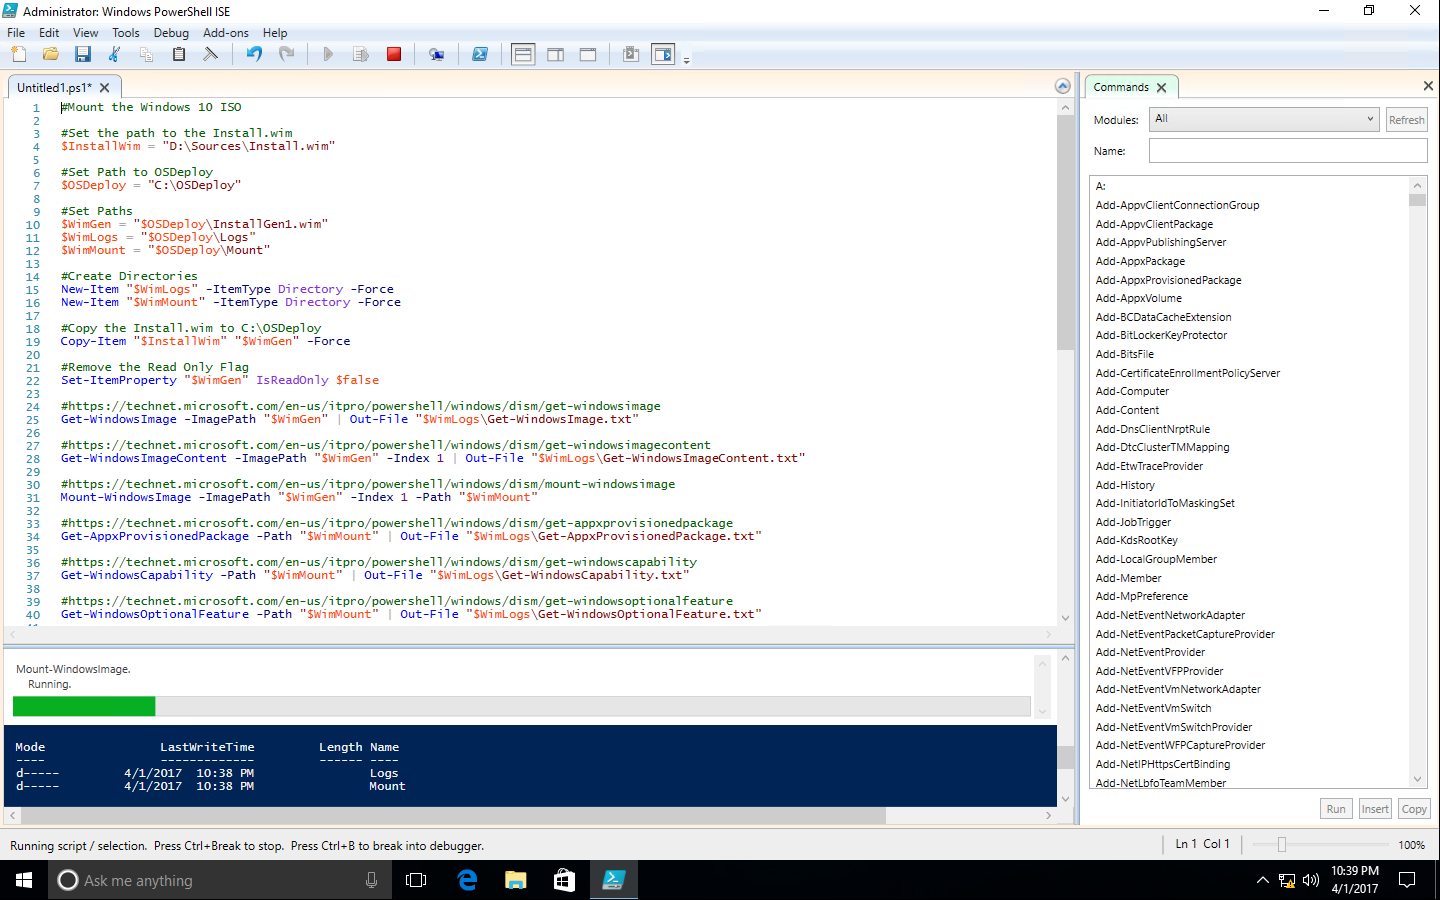 Administrator: Windows PowerShell ISE
File Edit View Tools Debug Add-ons Help
Untitled1.ps1*
1 #Mount the Windows 10 ISO
2
3 #Set the path to the Install.wim
4 $InstallWim = "D:\Sources\Install.wim"
5
6 #Set Path to OSDeploy
7 $OSDeploy = "C:\OSDeploy"
8
9 #Set Paths
10 $WimGen = "$OSDeploy\InstallGen1.wim"
11 $WimLogs = "$OSDeploy\Logs"
12 $WimMount = "$OSDeploy\Mount"
13
14 #Create Directories
15 New-Item "$WimLogs" -ItemType Directory -Force
16 New-Item "$WimMount" -ItemType Directory -Force
17
18 #Copy the Install.wim to C:\OSDeploy
19 Copy-Item "$InstallWim" "$WimGen" -Force
20
21 #Remove the Read Only Flag
22 Set-ItemProperty "$WimGen" IsReadOnly $false
23
24 #https://technet.microsoft.com/en-us/itpro/powershell/windows/dism/get-windowsimage
25 Get-WindowsImage -ImagePath "$WimGen" | Out-File "$WimLogs\Get-WindowsImage.txt"
26
27 #https://technet.microsoft.com/en-us/itpro/powershell/windows/dism/get-windowsimagecontent
28 Get-WindowsImageContent -ImagePath "$WimGen" -Index 1 | Out-File "$WimLogs\Get-WindowsImageContent.txt"
29
30 #https://technet.microsoft.com/en-us/itpro/powershell/windows/dism/mount-windowsimage
31 Mount-WindowsImage -ImagePath "$WimGen" -Index 1 -Path "$WimMount"
32
33 #https://technet.microsoft.com/en-us/itpro/powershell/windows/dism/get-appxprovisionedpackage
34 Get-AppxProvisionedPackage -Path "$WimMount" | Out-File "$WimLogs\Get-AppxProvisionedPackage.txt"
35
36 #https://technet.microsoft.com/en-us/itpro/powershell/windows/dism/get-windowscapability
37 Get-WindowsCapability -Path "$WimMount" | Out-File "$WimLogs\Get-WindowsCapability.txt"
38
39 #https://technet.microsoft.com/en-us/itpro/powershell/windows/dism/get-windowsoptionalfeature
40 Get-WindowsOptionalFeature -Path "$WimMount" | Out-File "$WimLogs\Get-WindowsOptionalFeature.txt"
Mount-WindowsImage.
Running.
Mode LastWriteTime Length Name
---- ------------- ------ ----
d----- 4/1/2017 10:38 PM Logs
d----- 4/1/2017 10:38 PM Mount
Commands
Modules: All Refresh
Name:
A:
Add-AppvClientConnectionGroup
Add-AppvClientPackage
Add-AppvPublishingServer
Add-AppxPackage
Add-AppxProvisionedPackage
Add-AppxVolume
Add-BCDataCacheExtension
Add-BitLockerKeyProtector
Add-BitsFile
Add-CertificateEnrollmentPolicyServer
Add-Computer
Add-Content
Add-DnsClientNrptRule
Add-DtcClusterTMMapping
Add-EtwTraceProvider
Add-History
Add-InitiatorIdToMaskingSet
Add-JobTrigger
Add-KdsRootKey
Add-LocalGroupMember
Add-Member
Add-MpPreference
Add-NetEventNetworkAdapter
Add-NetEventPacketCaptureProvider
Add-NetEventProvider
Add-NetEventVFPProvider
Add-NetEventVmNetworkAdapter
Add-NetEventVmSwitch
Add-NetEventVmSwitchProvider
Add-NetEventWFPCaptureProvider
Add-NetIPHttpsCertBinding
Add-NetLbfoTeamMember
Run Insert Copy
Running script / selection. Press Ctrl+Break to stop. Press Ctrl+B to break into debugger.
Ln 1 Col 1
100%
Ask me anything
10:39 PM
4/1/2017